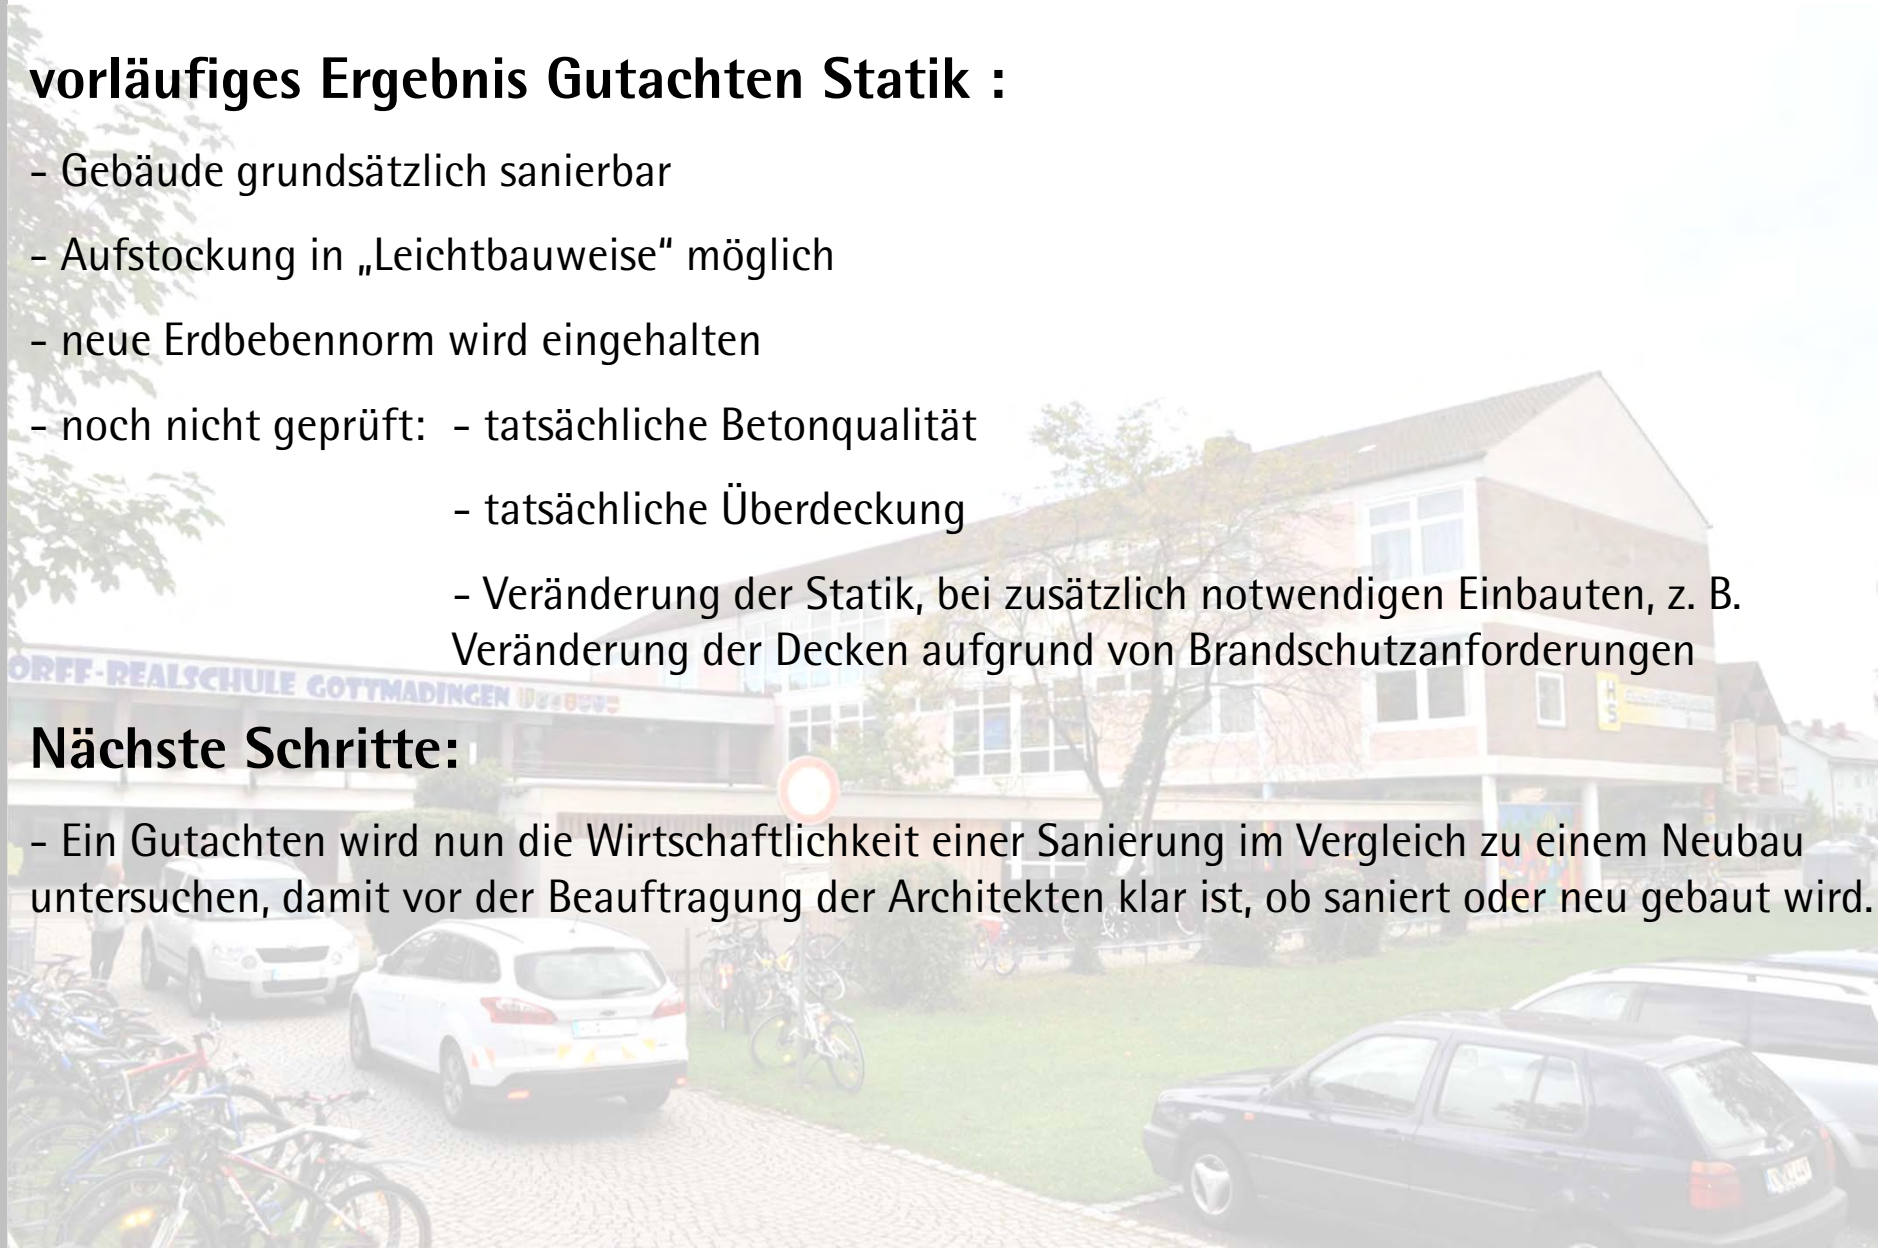 vorläufiges Ergebnis Gutachten Statik :
- Gebäude grundsätzlich sanierbar
- Aufstockung in „Leichtbauweise" möglich
- neue Erdbebennorm wird eingehalten
- noch nicht geprüft: - tatsächliche Betonqualität
- tatsächliche Überdeckung
- Veränderung der Statik, bei zusätzlich notwendigen Einbauten, z. B.
Veränderung der Decken aufgrund von Brandschutzanforderungen
ORFF-REALSCHULE GOTTMADINGEN
HS
Nächste Schritte:
- Ein Gutachten wird nun die Wirtschaftlichkeit einer Sanierung im Vergleich zu einem Neubau
untersuchen, damit vor der Beauftragung der Architekten klar ist, ob saniert oder neu gebaut wird.